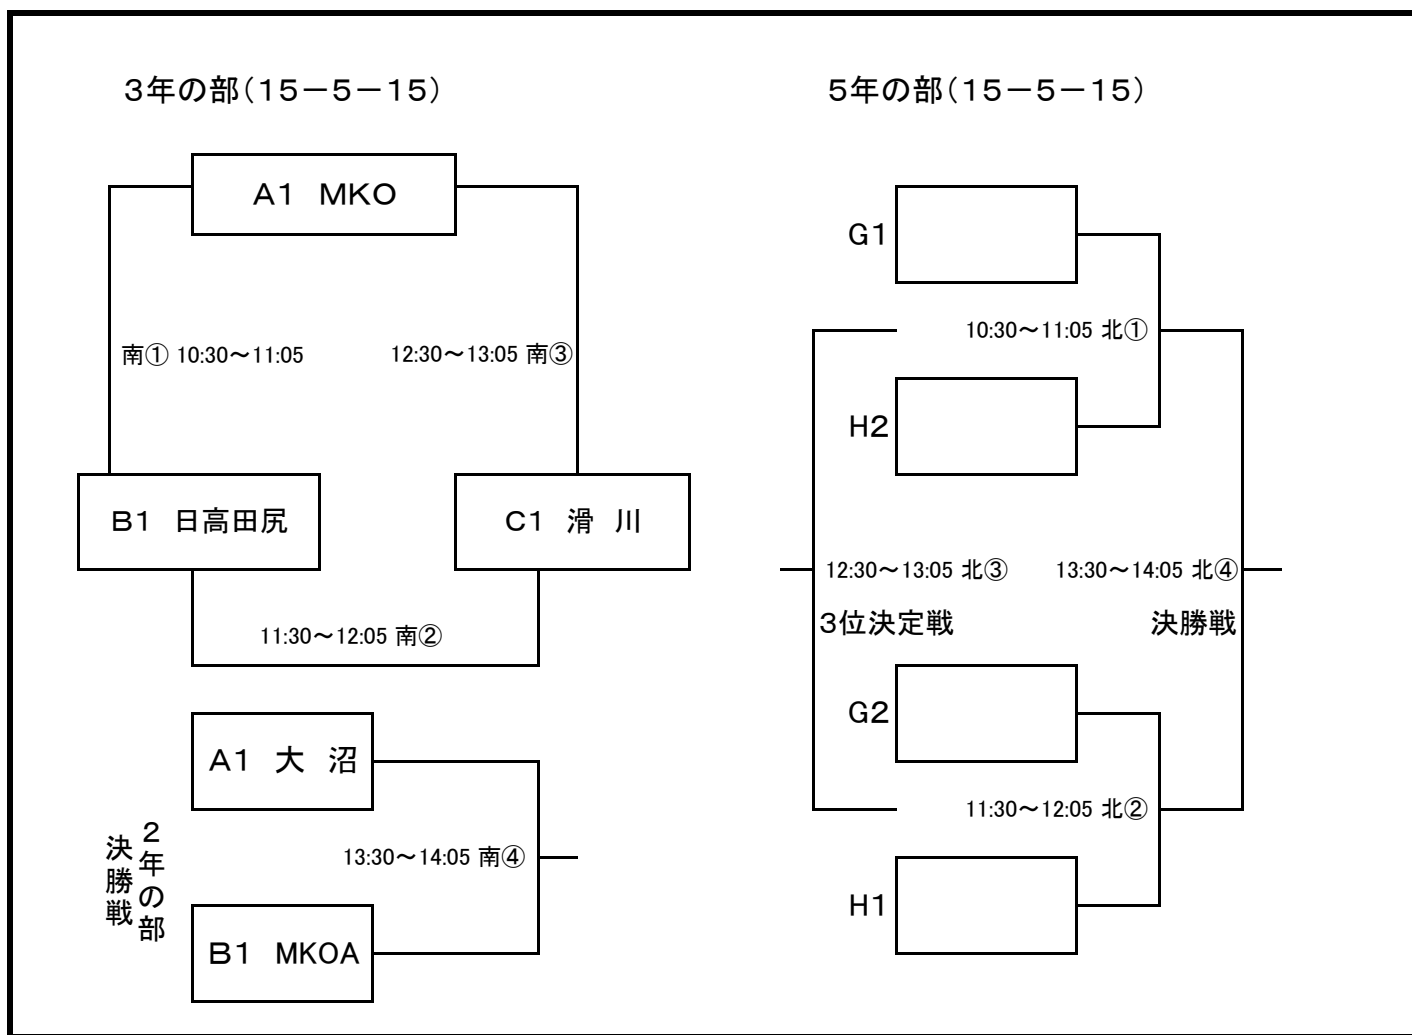 ３年の部（１５－５－１５）
A１　MKO
南① 10:30～11:05
12:30～13:05 南③
B１　日高田尻
C１　滑　川
11:30～12:05 南②
A１　大　沼
13:30～14:05 南④
２年の部
決勝戦
B１　MKOA
５年の部（１５－５－１５）
G１
10:30～11:05 北①
H２
12:30～13:05 北③
13:30～14:05 北④
３位決定戦
決勝戦
G２
11:30～12:05 北②
H１